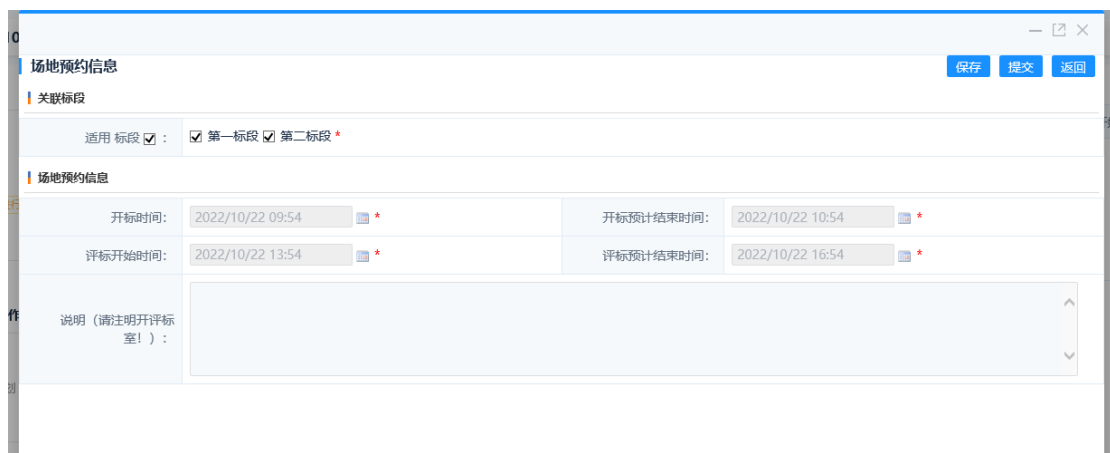 10
场地预约信息
保存 提交 返回
关联标段
适用 标段 ： 第一标段 第二标段 *
场地预约信息
开标时间： 2022/10/22 09:54 * 开标预计结束时间： 2022/10/22 10:54 *
评标开始时间： 2022/10/22 13:54 * 评标预计结束时间： 2022/10/22 16:54 *
作
说明（请注明开评标
室！）：
划